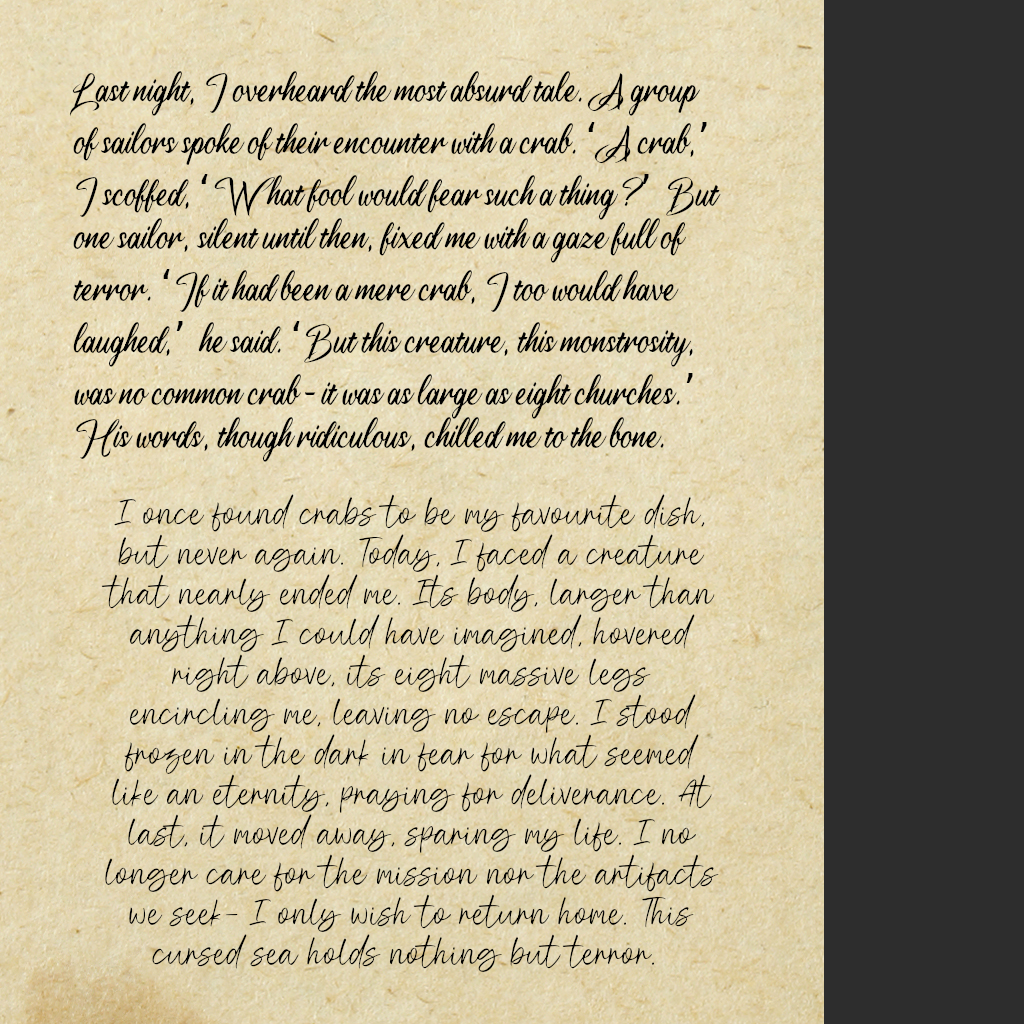 Last night, I overheard the most absurd tale. A group
of sailors spoke of their encounter with a crab. ‘A crab,’
I scoffed, ‘What fool would fear such a thing?’ But
one sailor, silent until then, fixed me with a gaze full of
terror. ‘If it had been a mere crab, I too would have
laughed,’ he said. ‘But this creature, this monstrosity,
was no common crab - it was as large as eight churches.’
His words, though ridiculous, chilled me to the bone.
I once found crabs to be my favourite dish,
but never again. Today, I faced a creature
that nearly ended me. Its body, larger than
anything I could have imagined, hovered
right above, its eight massive legs
encircling me, leaving no escape. I stood
frozen in the dark in fear for what seemed
like an eternity, praying for deliverance. At
last, it moved away, sparing my life. I no
longer care for the mission nor the artifacts
we seek- I only wish to return home. This
cursed sea holds nothing but terror.